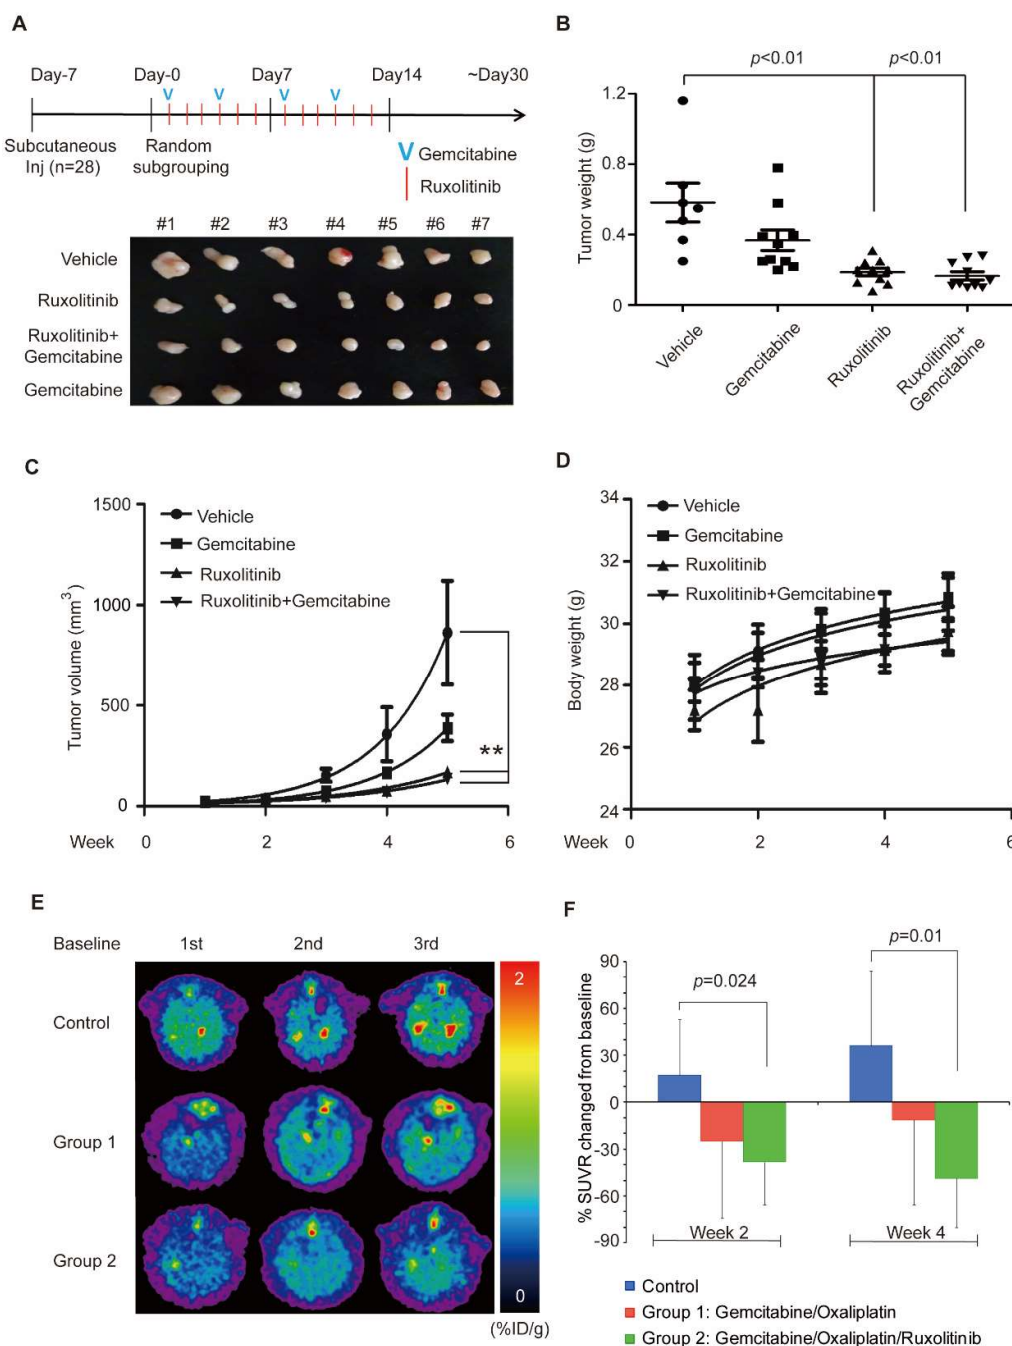 A
Day-7 Day-0 Day7 Day14 ~Day30
V V V V
Subcutaneous
Inj (n=28)
Random
subgrouping
V Gemcitabine
Ruxolitinib
#1 #2 #3 #4 #5 #6 #7
Vehicle
Ruxolitinib
Ruxolitinib+
Gemcitabine
Gemcitabine
B
p<0.01 p<0.01
Tumor weight (g)
1.2
0.8
0.4
0
Vehicle
Gemcitabine
Ruxolitinib
Ruxolitinib+
Gemcitabine
C
Tumor volume (mm3)
1500
1000
500
0
Vehicle
Gemcitabine
Ruxolitinib
Ruxolitinib+Gemcitabine
**
Week 0 2 4 6
D
Body weight (g)
34
32
30
28
26
24
Vehicle
Gemcitabine
Ruxolitinib
Ruxolitinib+Gemcitabine
Week 0 2 4 6
E
Baseline 1st 2nd 3rd
Control
Group 1
Group 2
2
0
(%ID/g)
F
% SUVR changed from baseline
90
60
30
0
-30
-60
-90
p=0.024
p=0.01
Week 2 Week 4
Control
Group 1: Gemcitabine/Oxaliplatin
Group 2: Gemcitabine/Oxaliplatin/Ruxolitinib